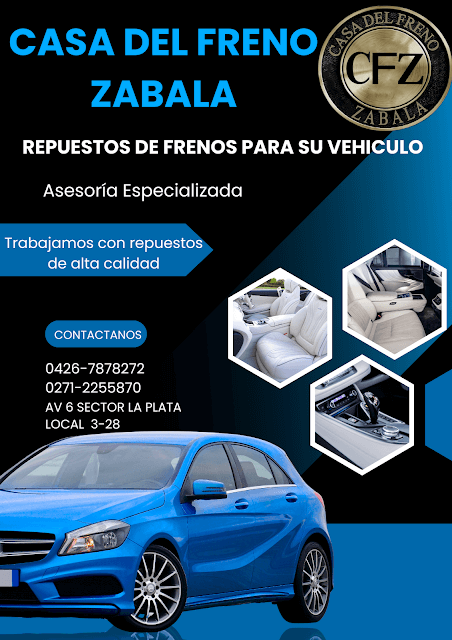 CASA DEL FRENO
ZABALA
CASA DEL FRENO
CFZ
ZABALA
REPUESTOS DE FRENOS PARA SU VEHICULO
Asesoría Especializada
Trabajamos con repuestos
de alta calidad
CONTACTANOS
0426-7878272
0271-2255870
AV 6 SECTOR LA PLATA
LOCAL 3-28